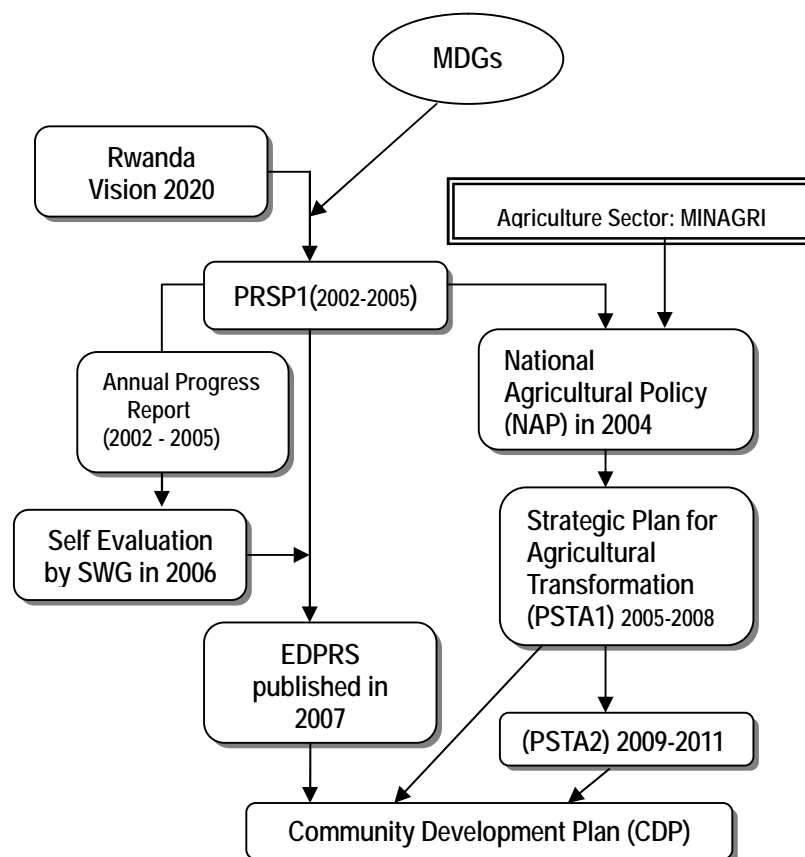 MDGs
Rwanda
Vision 2020
Agriculture Sector: MINAGRI
PRSP1(2002-2005)
Annual Progress
Report
(2002 - 2005)
National
Agricultural Policy
(NAP) in 2004
Self Evaluation
by SWG in 2006
Strategic Plan for
Agricultural
Transformation
(PSTA1) 2005-2008
EDPRS
published in
2007
(PSTA2) 2009-2011
Community Development Plan (CDP)